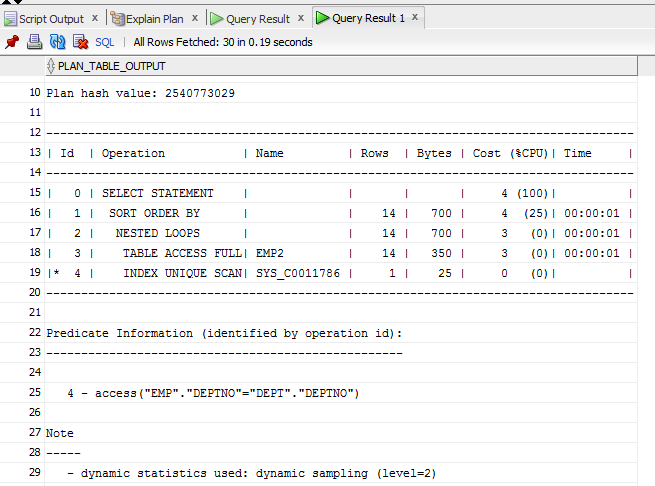 Script Output x Explain Plan x Query Result x Query Result 1 x
SQL | All Rows Fetched: 30 in 0.19 seconds
PLAN_TABLE_OUTPUT
10 Plan hash value: 2540773029
11
12 ------------------------------------------------------------------------------------
13 | Id  | Operation          | Name         | Rows  | Bytes | Cost (%CPU)| Time     |
14 ------------------------------------------------------------------------------------
15 |   0 | SELECT STATEMENT   |              |       |       |     4 (100)|          |
16 |   1 |  SORT ORDER BY     |              |    14 |   700 |     4  (25)| 00:00:01 |
17 |   2 |   NESTED LOOPS     |              |    14 |   700 |     3   (0)| 00:00:01 |
18 |   3 |    TABLE ACCESS FULL| EMP2         |    14 |   350 |     3   (0)| 00:00:01 |
19 |*  4 |    INDEX UNIQUE SCAN| SYS_C0011786 |     1 |    25 |     0   (0)|          |
20 ------------------------------------------------------------------------------------
21
22 Predicate Information (identified by operation id):
23 ---------------------------------------------------
24
25    4 - access("EMP"."DEPTNO"="DEPT"."DEPTNO")
26
27 Note
28 -----
29    - dynamic statistics used: dynamic sampling (level=2)